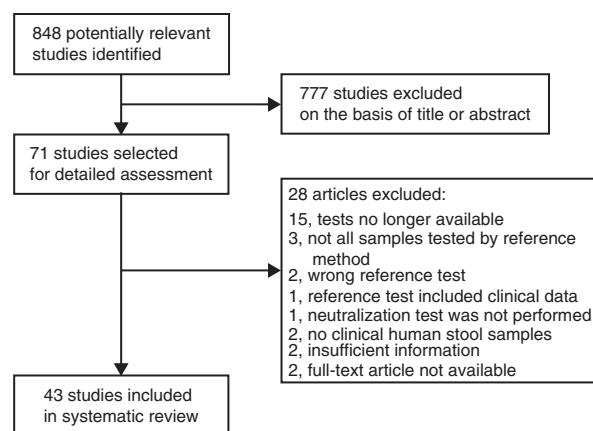 848 potentially relevant
studies identified
777 studies excluded
on the basis of title or abstract
71 studies selected
for detailed assessment
28 articles excluded:
15, tests no longer available
3, not all samples tested by reference
method
2, wrong reference test
1, reference test included clinical data
1, neutralization test was not performed
2, no clinical human stool samples
2, insufficient information
2, full-text article not available
43 studies included
in systematic review